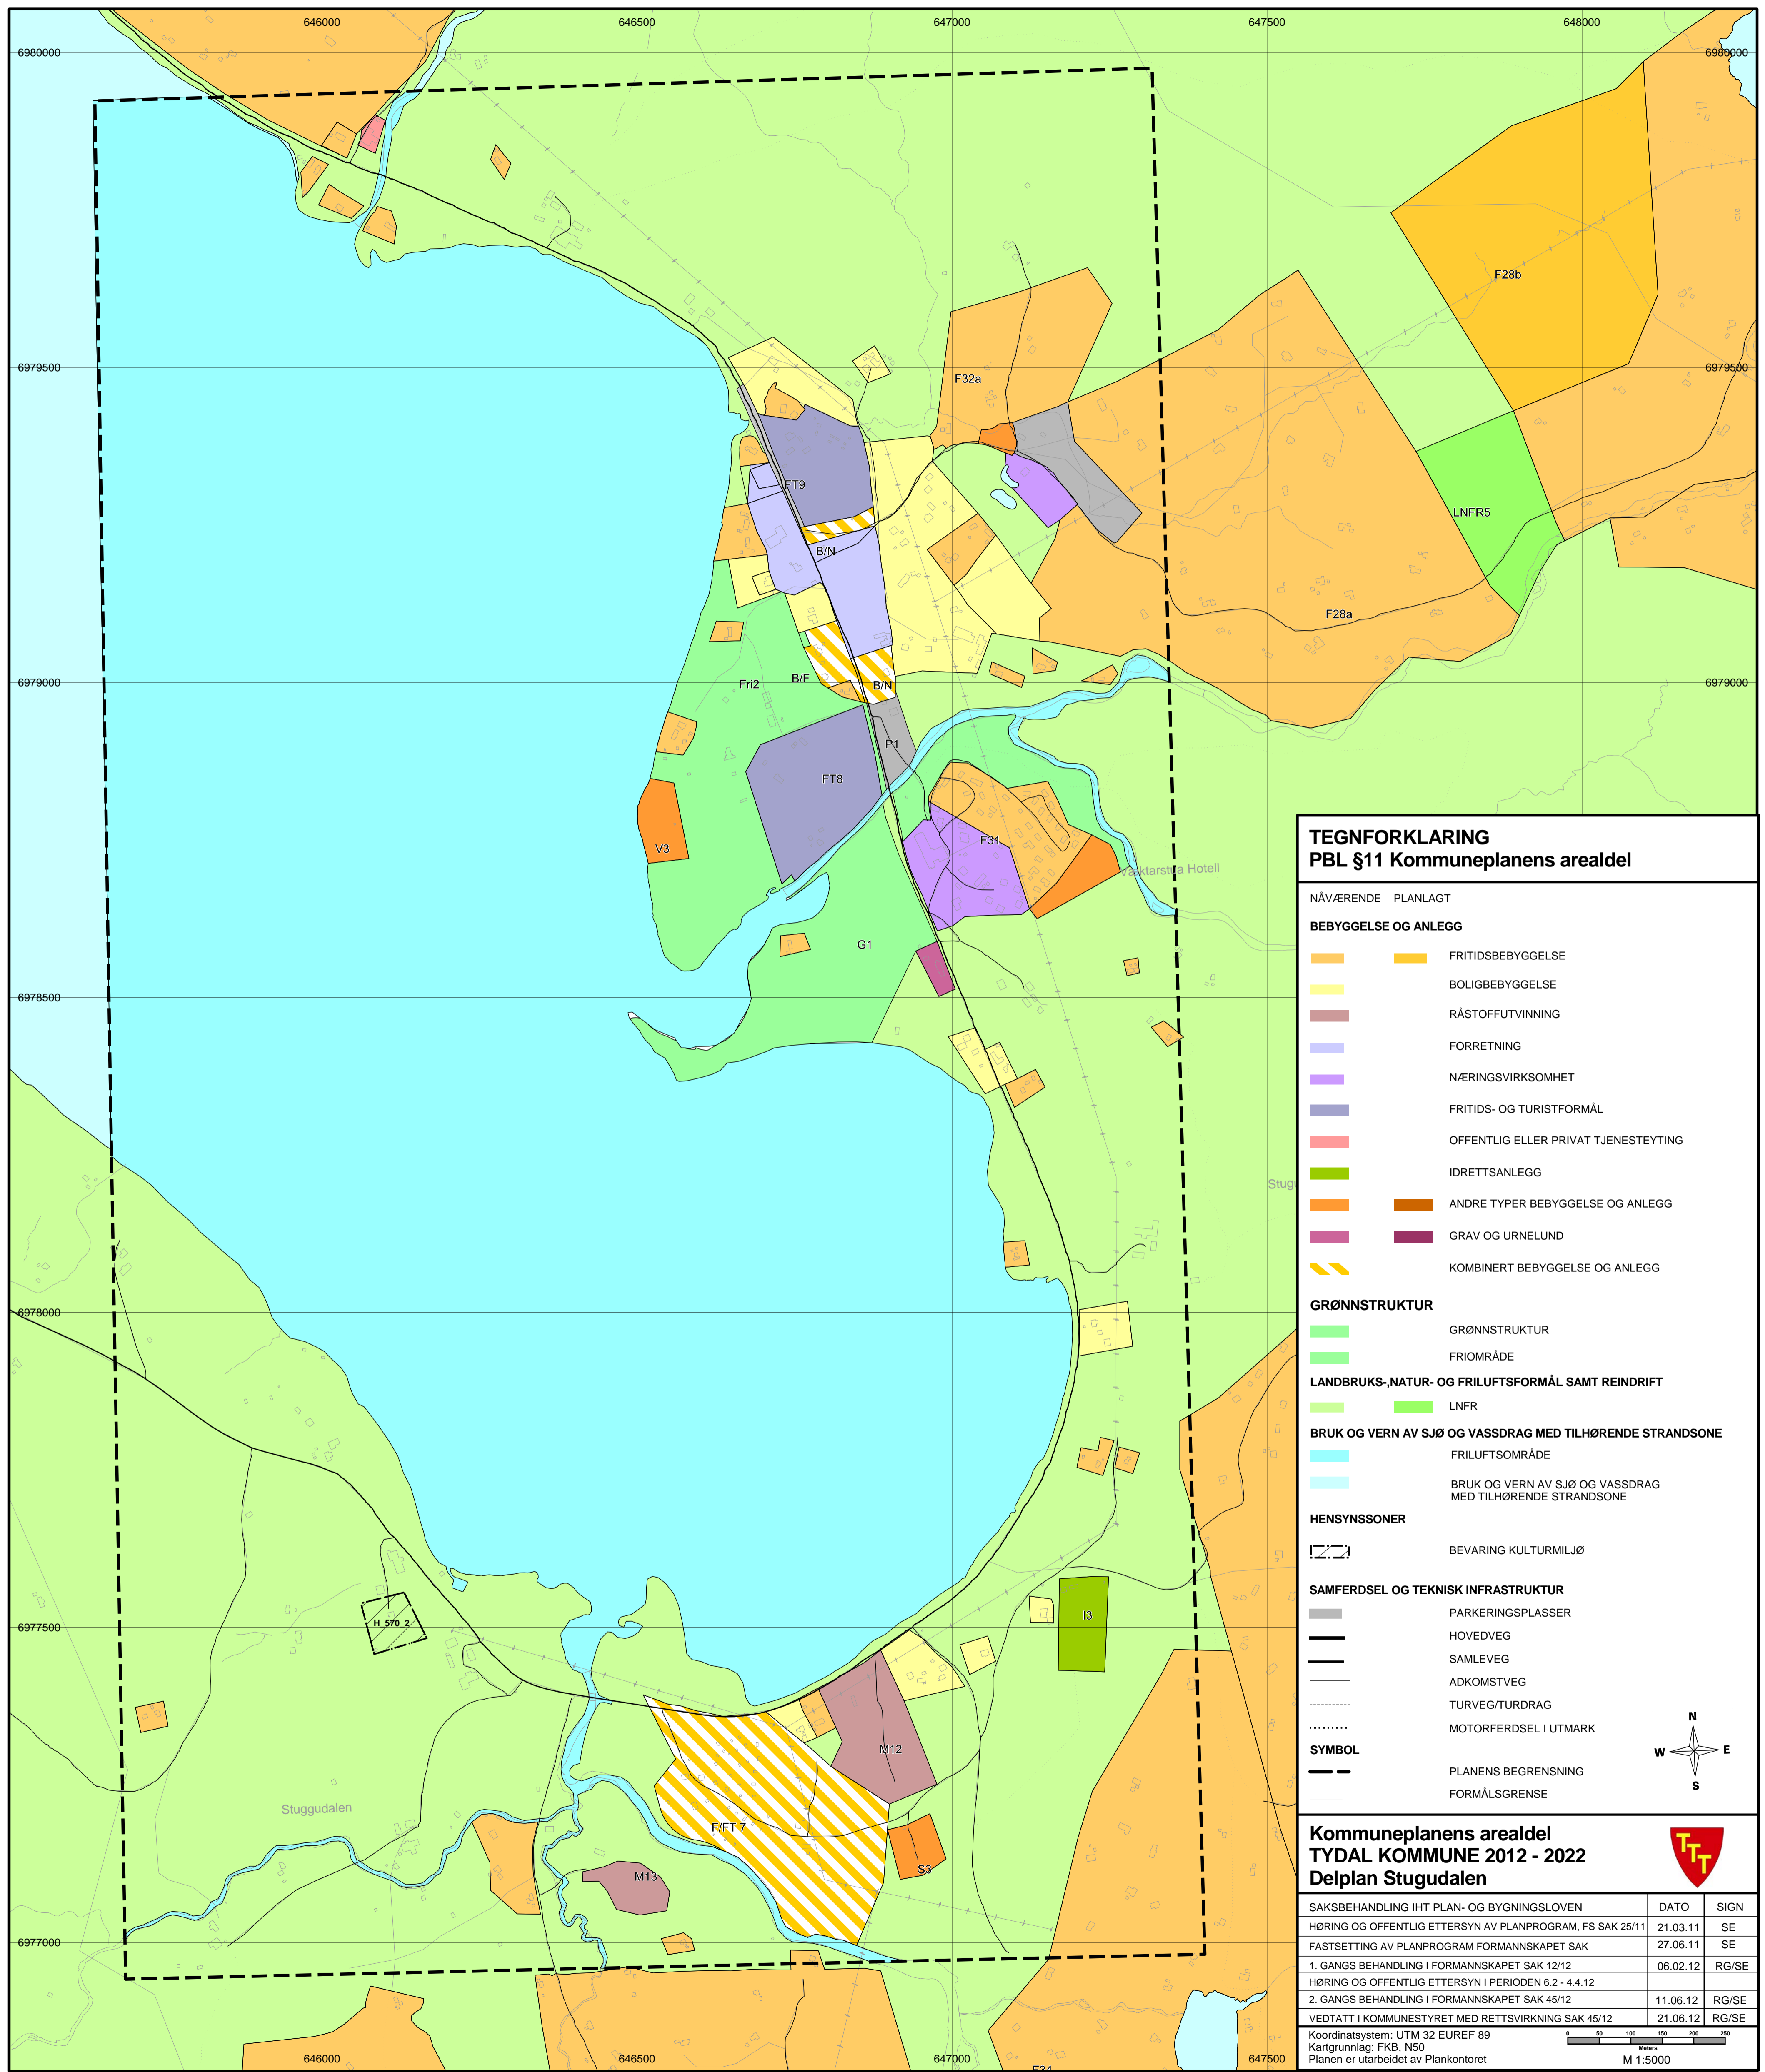 646000
646500
647000
647500
648000
6980000
6980000
F28b
6979500
6979500
F32a
FT9
LNFR5
B/N
F28a
6979000
6979000
Fri2
B/F
B/N
P1
FT8
F31
V3
Væktarstua Hotell
G1
6978500
6978000
6977500
H 570_2
I3
M12
Stuggudalen
F/FT 7
S3
M13
6977000
646000
646500
647000
647500
TEGNFORKLARING
PBL §11 Kommuneplanens arealdel
NÅVÆRENDE PLANLAGT
BEBYGGELSE OG ANLEGG
FRITIDSBEBYGGELSE
BOLIGBEBYGGELSE
RÅSTOFFUTVINNING
FORRETNING
NÆRINGSVIRKSOMHET
FRITIDS- OG TURISTFORMÅL
OFFENTLIG ELLER PRIVAT TJENESTEYTING
IDRETTSANLEGG
ANDRE TYPER BEBYGGELSE OG ANLEGG
GRAV OG URNELUND
KOMBINERT BEBYGGELSE OG ANLEGG
GRØNNSTRUKTUR
GRØNNSTRUKTUR
FRIOMRÅDE
LANDBRUKS-,NATUR- OG FRILUFTSFORMÅL SAMT REINDRIFT
LNFR
BRUK OG VERN AV SJØ OG VASSDRAG MED TILHØRENDE STRANDSONE
FRILUFTSOMRÅDE
BRUK OG VERN AV SJØ OG VASSDRAG
MED TILHØRENDE STRANDSONE
HENSYNSSONER
BEVARING KULTURMILJØ
SAMFERDSEL OG TEKNISK INFRASTRUKTUR
PARKERINGSPLASSER
HOVEDVEG
SAMLEVEG
ADKOMSTVEG
TURVEG/TURDRAG
MOTORFERDSEL I UTMARK
SYMBOL
PLANENS BEGRENSNING
FORMÅLSGRENSE
N
W E
S
Kommuneplanens arealdel
TYDAL KOMMUNE 2012 - 2022
Delplan Stugudalen
TTT
SAKSBEHANDLING IHT PLAN- OG BYGNINGSLOVEN DATO SIGN
HØRING OG OFFENTLIG ETTERSYN AV PLANPROGRAM, FS SAK 25/11 21.03.11 SE
FASTSETTING AV PLANPROGRAM FORMANNSKAPET SAK 27.06.11 SE
1. GANGS BEHANDLING I FORMANNSKAPET SAK 12/12 06.02.12 RG/SE
HØRING OG OFFENTLIG ETTERSYN I PERIODEN 6.2 - 4.4.12
2. GANGS BEHANDLING I FORMANNSKAPET SAK 45/12 11.06.12 RG/SE
VEDTATT I KOMMUNESTYRET MED RETTSVIRKNING SAK 45/12 21.06.12 RG/SE
Koordinatsystem: UTM 32 EUREF 89
Kartgrunnlag: FKB, N50
Planen er utarbeidet av Plankontoret
0 50 100 150 200 250
Meters
M 1:5000